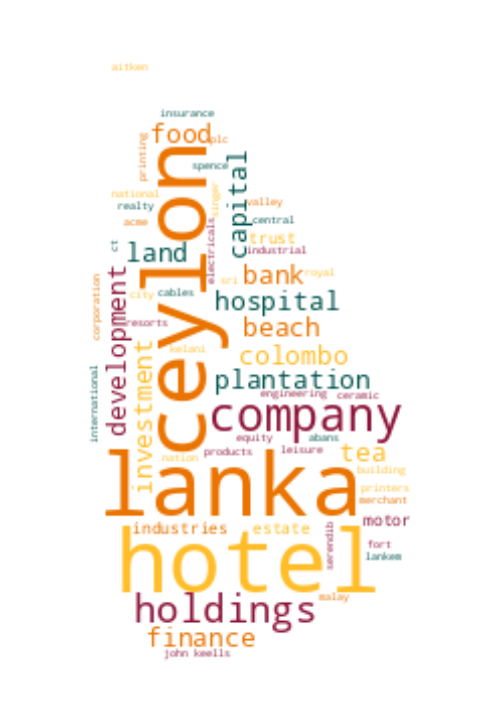 aitken
insurance
food
plc
printing
spence
capital
ceylon
national
singer
valley
realty
acme
central
electricals
trust
ct
land
industrial
development
bank
royal
sri
corporation
city
cables
hospital
resorts
beach
investment
kelani
colombo
international
plantation
engineering
ceramic
company
equity
abans
nation
products
leisure
tea
lanka
building
printers
merchant
industries
estate
serendib
motor
hotel
fort
lankem
holdings
malay
finance
john keells